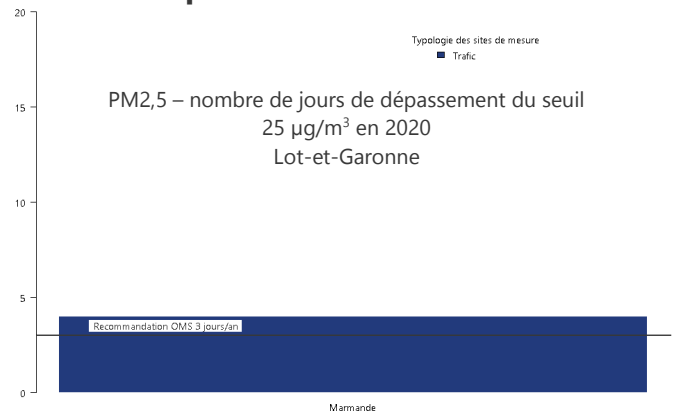 20
Typologie des sites de mesure
Trafic
PM2,5 – nombre de jours de dépassement du seuil
25 µg/m³ en 2020
Lot-et-Garonne
15
10
5
Recommandation OMS 3 jours/an
0
Marmande